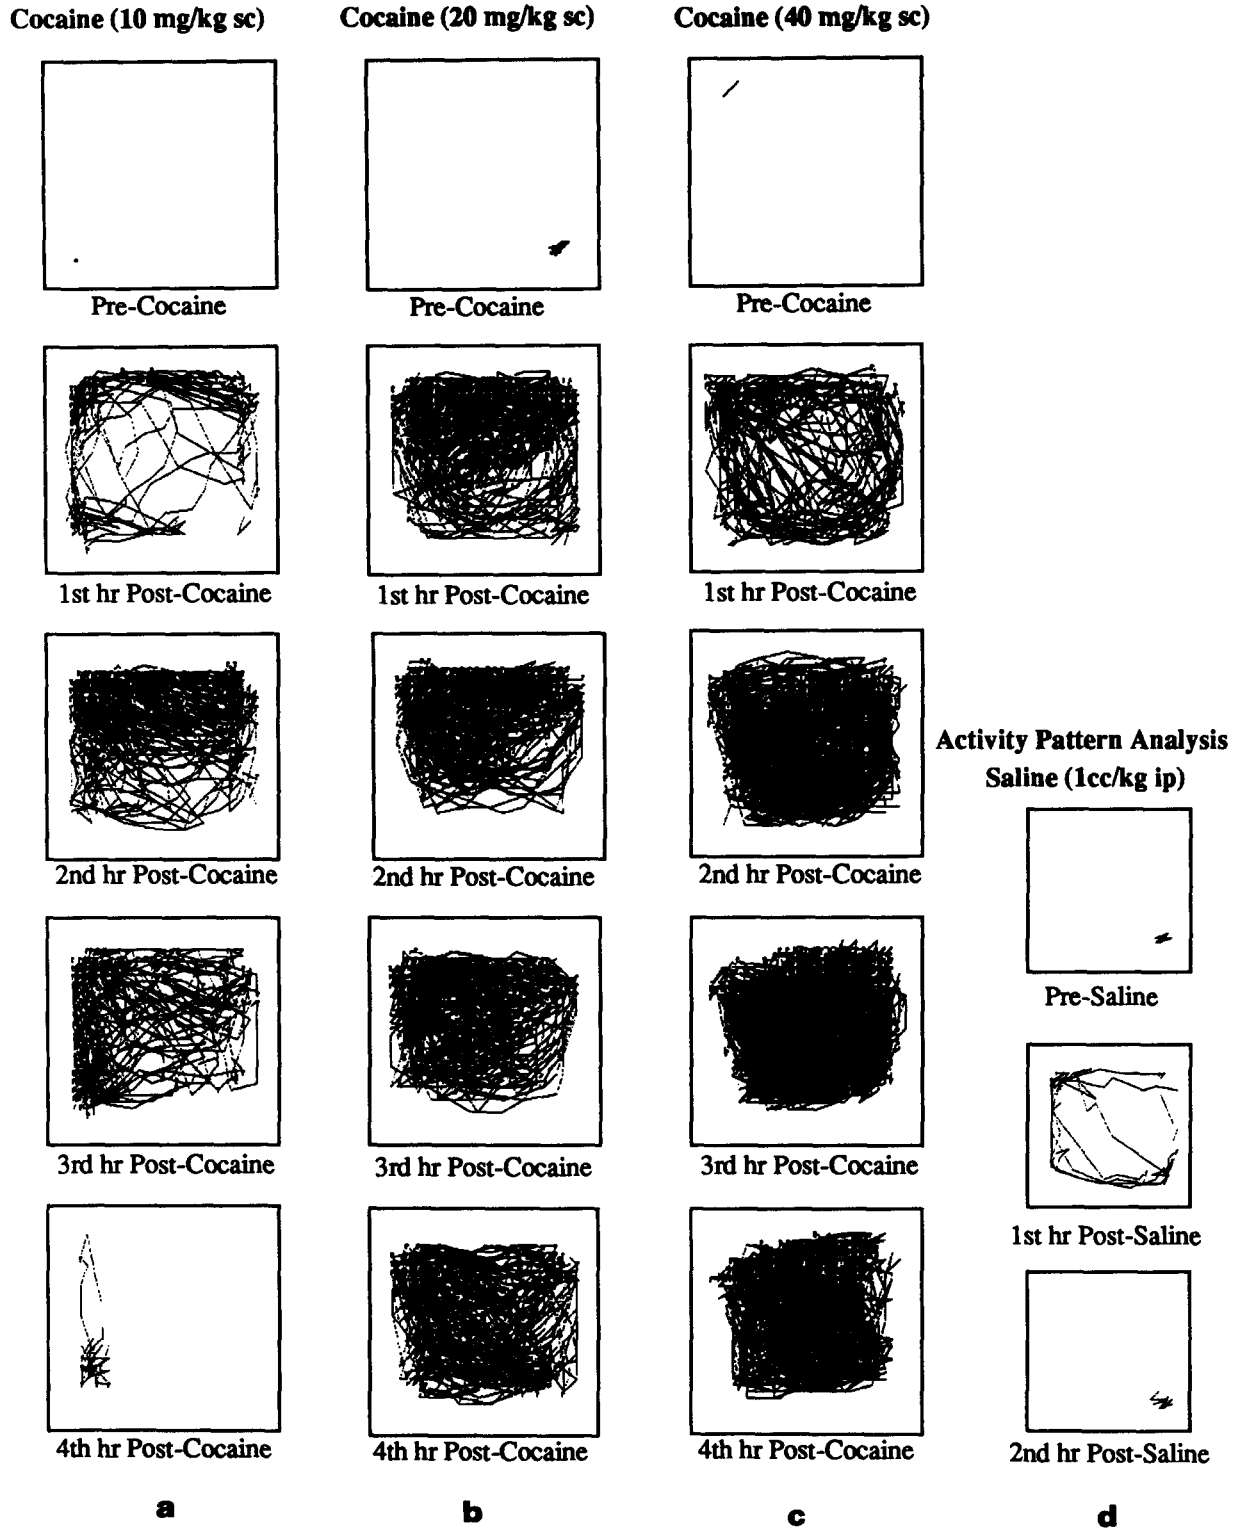 Cocaine (10 mg/kg sc)
Pre-Cocaine
1st hr Post-Cocaine
2nd hr Post-Cocaine
3rd hr Post-Cocaine
4th hr Post-Cocaine
a
Cocaine (20 mg/kg sc)
Pre-Cocaine
1st hr Post-Cocaine
2nd hr Post-Cocaine
3rd hr Post-Cocaine
4th hr Post-Cocaine
b
Cocaine (40 mg/kg sc)
Pre-Cocaine
1st hr Post-Cocaine
2nd hr Post-Cocaine
3rd hr Post-Cocaine
4th hr Post-Cocaine
c
Activity Pattern Analysis
Saline (1cc/kg ip)
Pre-Saline
1st hr Post-Saline
2nd hr Post-Saline
d